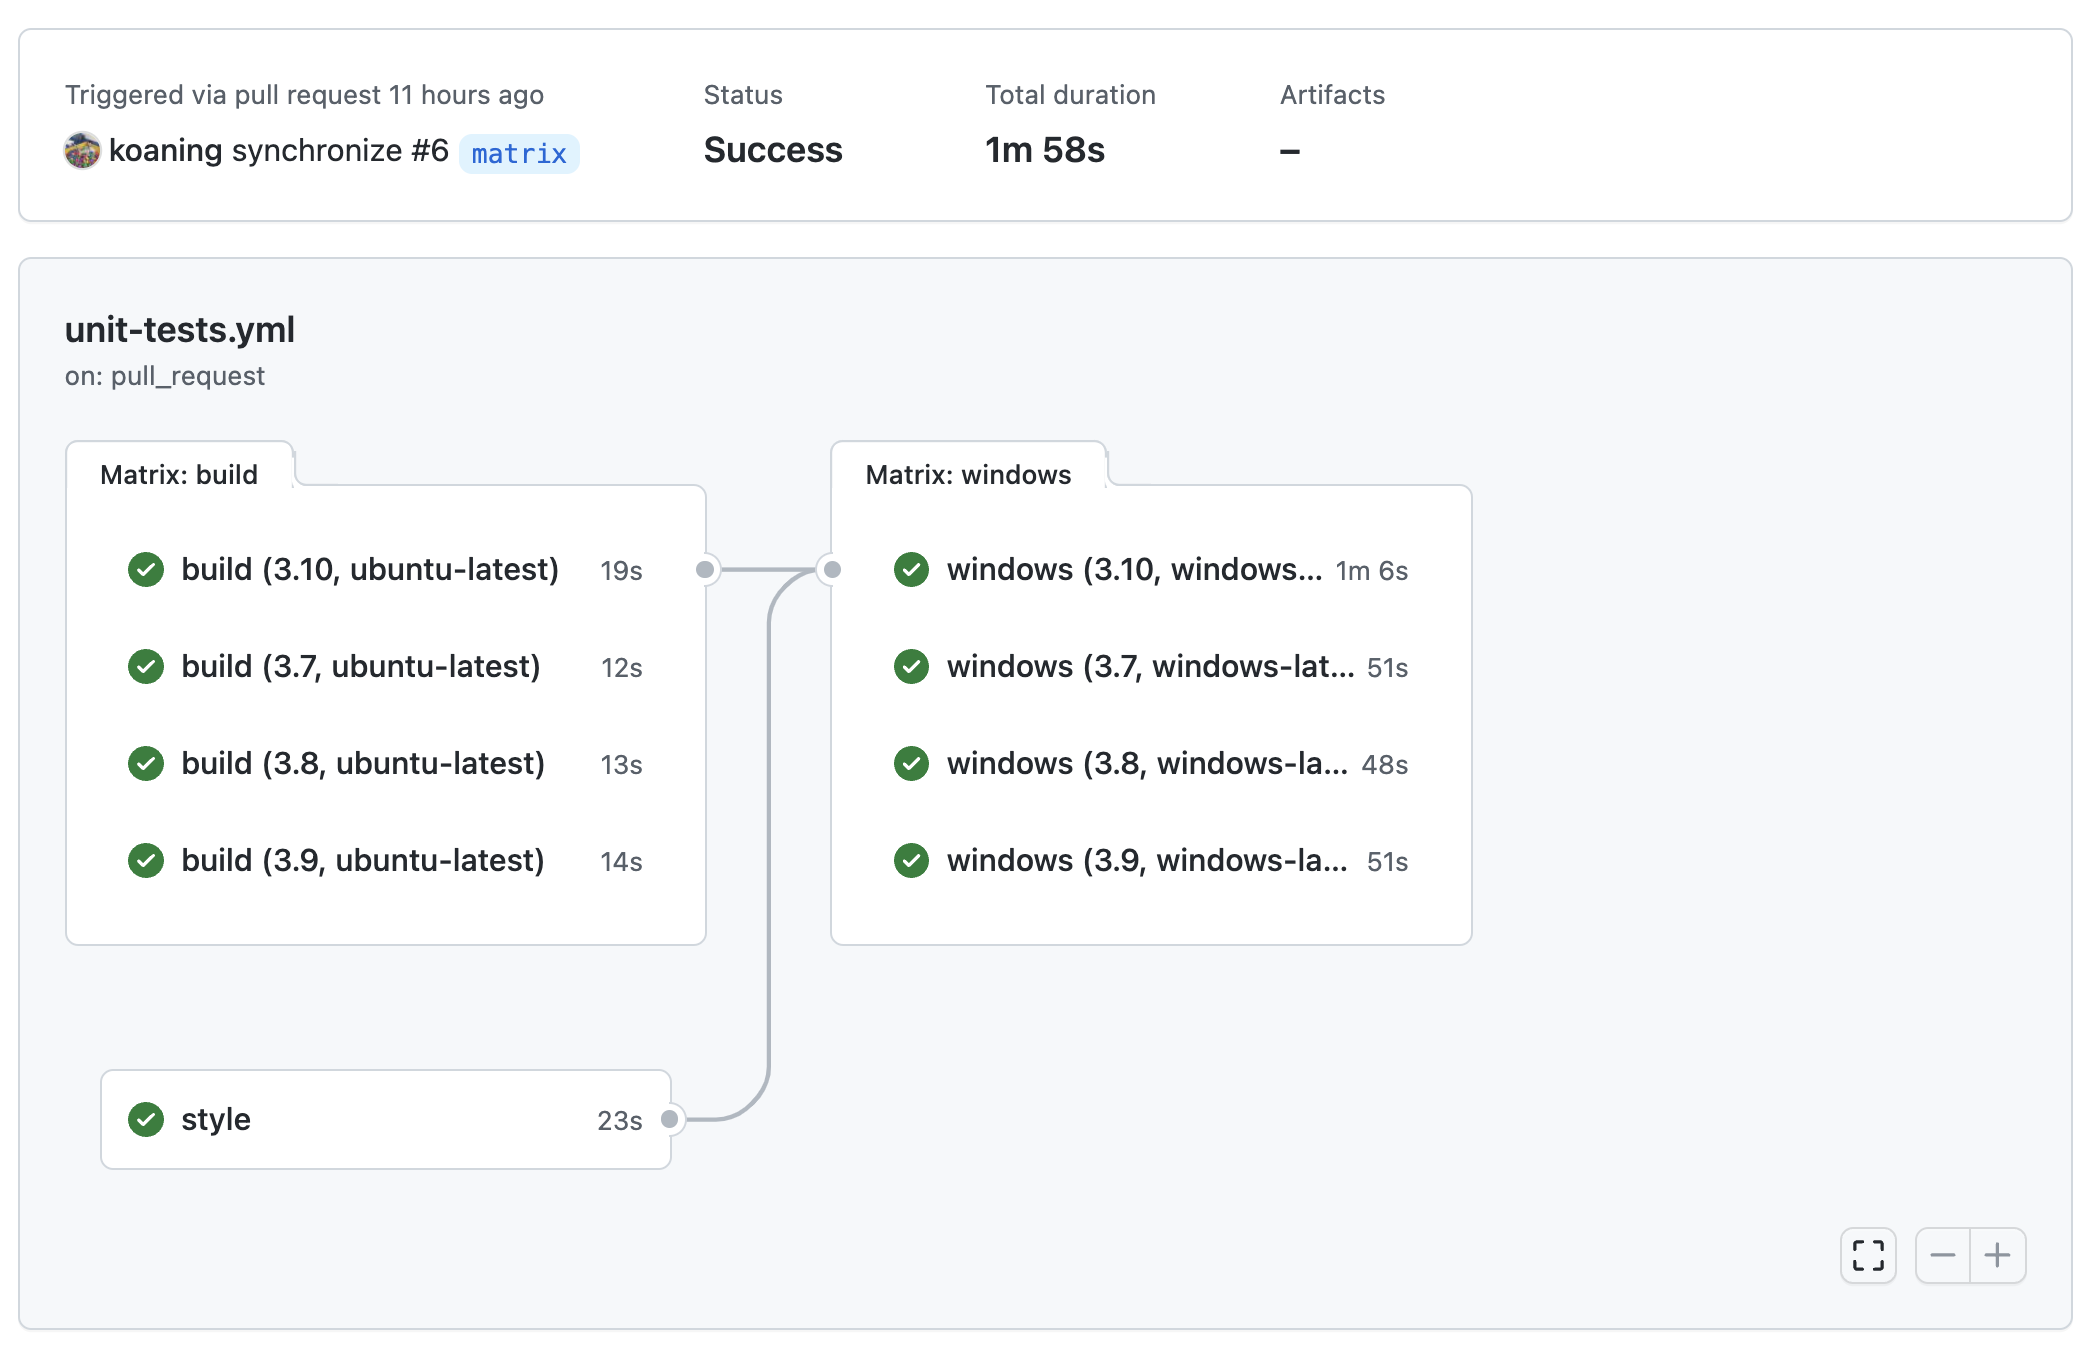 Triggered via pull request 11 hours ago
koaning synchronize #6 matrix
Status
Success
Total duration
1m 58s
Artifacts
–
unit-tests.yml
on: pull_request
Matrix: build
build (3.10, ubuntu-latest) 19s
build (3.7, ubuntu-latest) 12s
build (3.8, ubuntu-latest) 13s
build (3.9, ubuntu-latest) 14s
Matrix: windows
windows (3.10, windows... 1m 6s
windows (3.7, windows-lat... 51s
windows (3.8, windows-la... 48s
windows (3.9, windows-la... 51s
style 23s